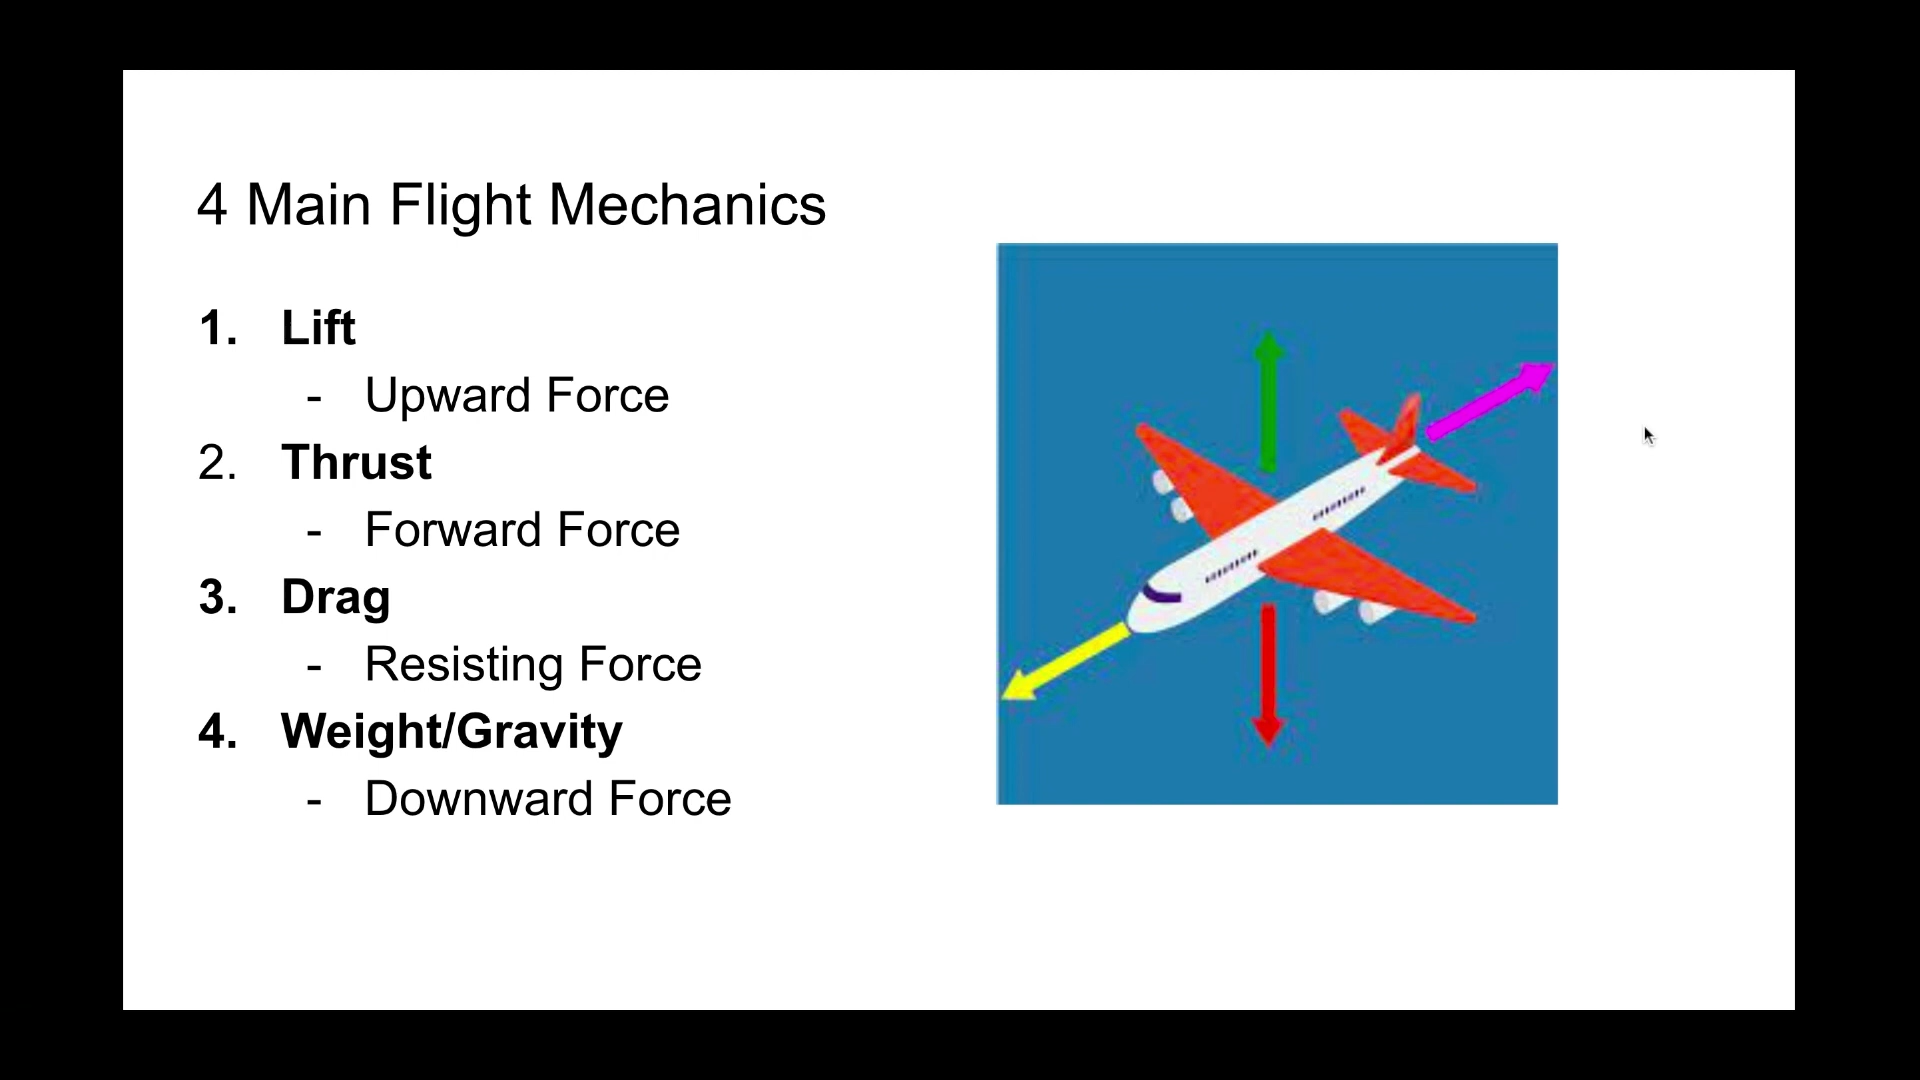 4 Main Flight Mechanics
1. Lift
- Upward Force
2. Thrust
- Forward Force
3. Drag
- Resisting Force
4. Weight/Gravity
- Downward Force